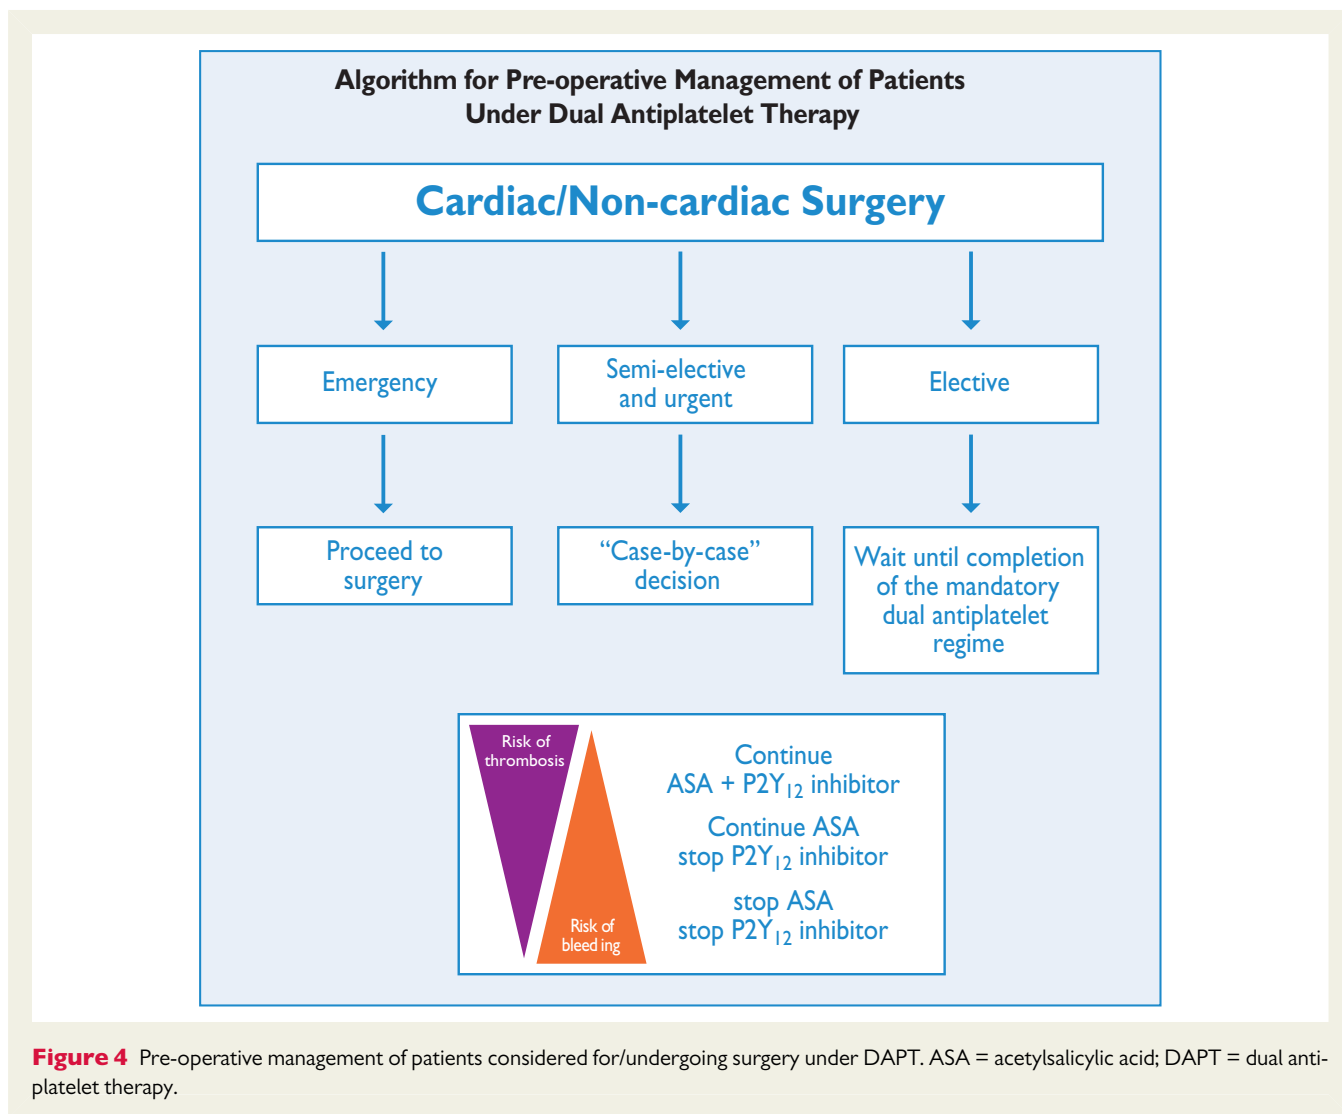 Algorithm for Pre-operative Management of Patients
Under Dual Antiplatelet Therapy
Cardiac/Non-cardiac Surgery
Emergency
Semi-elective
and urgent
Elective
Proceed to
surgery
“Case-by-case”
decision
Wait until completion
of the mandatory
dual antiplatelet
regime
Risk of
thrombosis
Risk of
bleed ing
Continue
ASA + P2Y₁₂ inhibitor
Continue ASA
stop P2Y₁₂ inhibitor
stop ASA
stop P2Y₁₂ inhibitor
Figure 4 Pre-operative management of patients considered for/undergoing surgery under DAPT. ASA = acetylsalicylic acid; DAPT = dual anti-
platelet therapy.